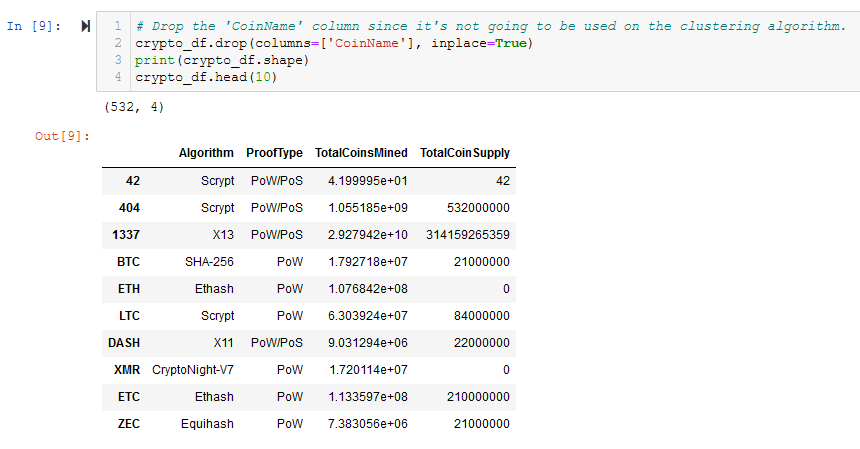 In [9]:
1 # Drop the 'CoinName' column since it's not going to be used on the clustering algorithm.
2 crypto_df.drop(columns=['CoinName'], inplace=True)
3 print(crypto_df.shape)
4 crypto_df.head(10)
(532, 4)
Out[9]:
Algorithm ProofType TotalCoinsMined TotalCoinSupply
42 Scrypt PoW/PoS 4.199995e+01 42
404 Scrypt PoW/PoS 1.055185e+09 532000000
1337 X13 PoW/PoS 2.927942e+10 314159265359
BTC SHA-256 PoW 1.792718e+07 21000000
ETH Ethash PoW 1.076842e+08 0
LTC Scrypt PoW 6.303924e+07 84000000
DASH X11 PoW/PoS 9.031294e+06 22000000
XMR CryptoNight-V7 PoW 1.720114e+07 0
ETC Ethash PoW 1.133597e+08 210000000
ZEC Equihash PoW 7.383056e+06 21000000